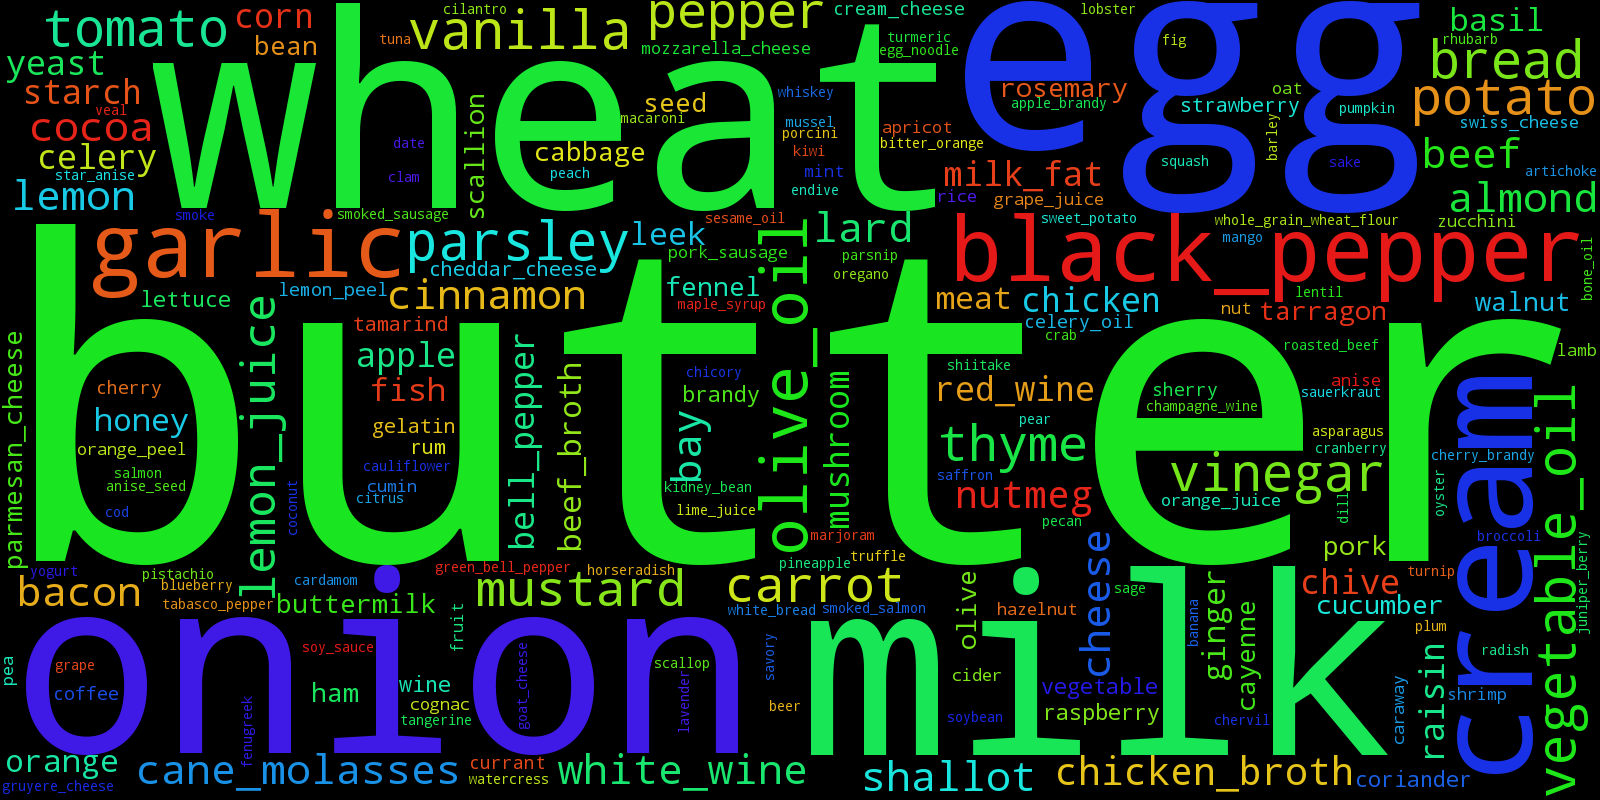 tomato
corn
bean
yeast
starch
veal
cocoa
celery
star_anise
lemon
smoke
wheat
tuna
cilantro
vanilla
pepper
mozzarella_cheese
cream_cheese
turmeric
egg_noodle
lobster
egg
fig
basil
rhubarb
bread
potato
swiss_cheese
beef
artichoke
almond
rosemary
apple_brandy
strawberry
oat
pumpkin
barley
squash
sake
scallion
seed
macaroni
cabbage
peach
date
clam
whiskey
mussel
porcini
kiwi
mint
endive
apricot
bitter_orange
milk_fat
rice
grape_juice
garlic
smoked_sausage
parsley
leek
cheddar_cheese
sesame_oil
pork_sausage
lard
parsnip
oregano
black_pepper
sweet_potato
whole_grain_wheat_flour
mango
zucchini
bone_oil
lentil
lettuce
lemon_peel
cinnamon
fennel
maple_syrup
olive_oil
meat
chicken
celery_oil
crab
nut
tarragon
walnut
butter
parmesan_cheese
lemon_juice
tamarind
apple
fish
gelatin
rum
cauliflower
cumin
citrus
coconut
cherry
honey
orange_peel
salmon
anise_seed
cod
bell_pepper
beef_broth
bay
chicory
brandy
kidney_bean
lime_juice
mushroom
shiitake
red_wine
pear
thyme
saffron
nutmeg
pecan
sherry
champagne_wine
vinegar
orange_juice
roasted_beef
anise
sauerkraut
lamb
asparagus
cranberry
cherry_brandy
dill
oyster
broccoli
pork
cream
vegetable_oil
juniper_berry
marjoram
truffle
pineapple
yogurt
pistachio
bacon
blueberry
tabasco_pepper
cardamom
buttermilk
green_bell_pepper
horseradish
mustard
carrot
white_bread
smoked_salmon
fruit
olive
hazelnut
cheese
sage
banana
ginger
cayenne
chive
turnip
cucumber
plum
radish
raisin
shrimp
onion
milk
pea
grape
coffee
soy_sauce
ham
wine
cognac
tangerine
goat_cheese
fenugreek
scallop
lavender
savory
beer
cider
soybean
vegetable
raspberry
chervil
caraway
orange
gruyere_cheese
cane_molasses
currant
watercress
white_wine
shallot
chicken_broth
coriander